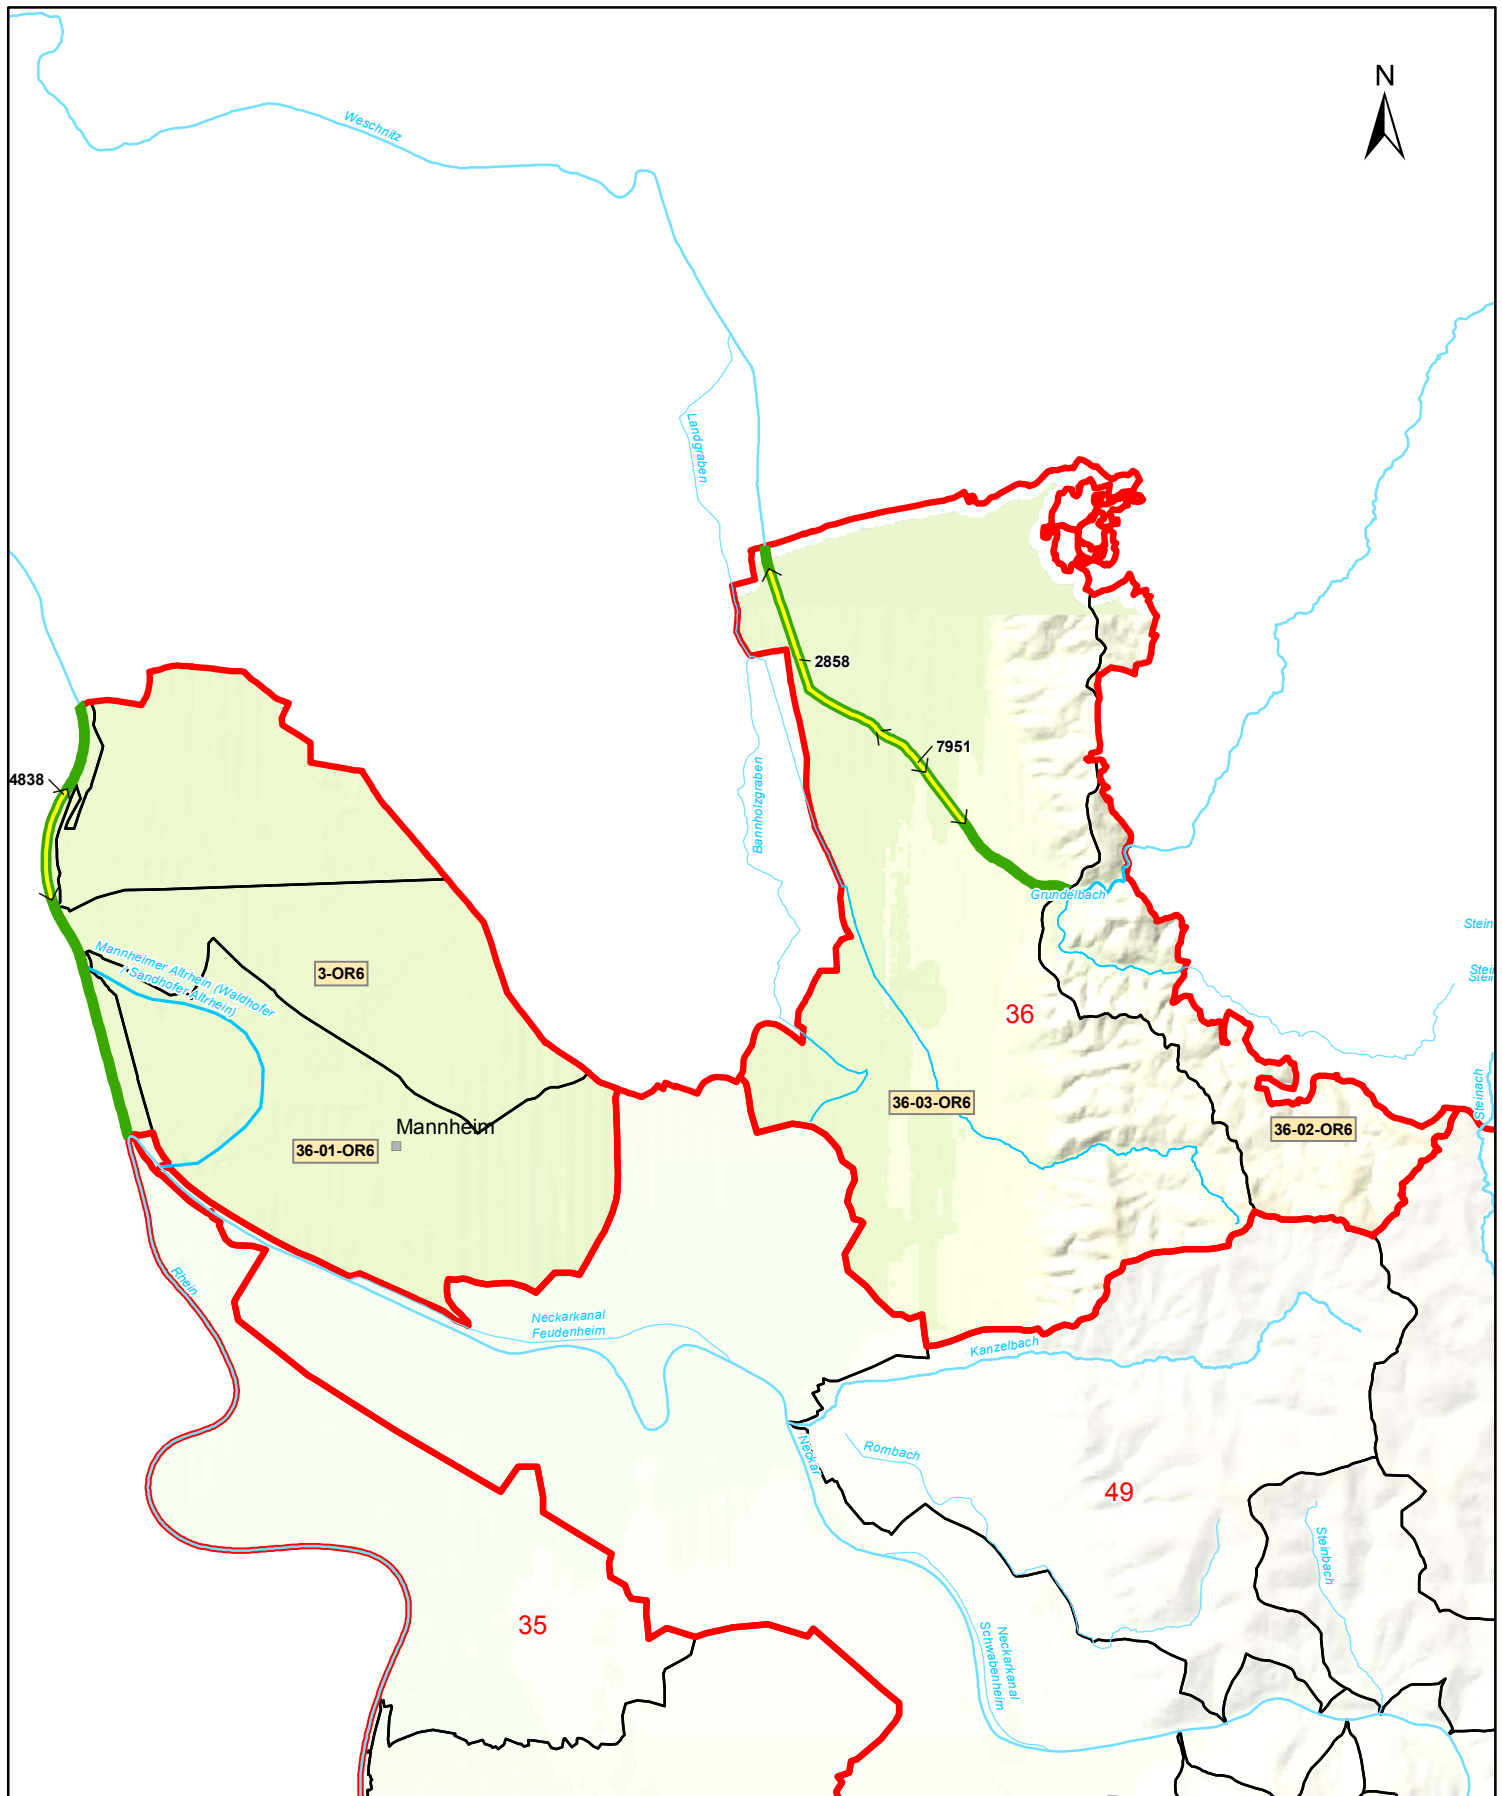 N
Weschnitz
Landgraben
2858
7951
4838
Bannholzgraben
Grundelbach
Stein
Stein
Stein
Mannheimer Altrhein (Waldhofer
/ Sandhofer Altrhein)
3-OR6
36
36-03-OR6
36-02-OR6
Steinach
Mannheim
36-01-OR6
Rhein
Neckarkanal
Feudenheim
Kanzelbach
Neckar
Rombach
49
Steinbach
35
Neckarkanal
Schwabenheim